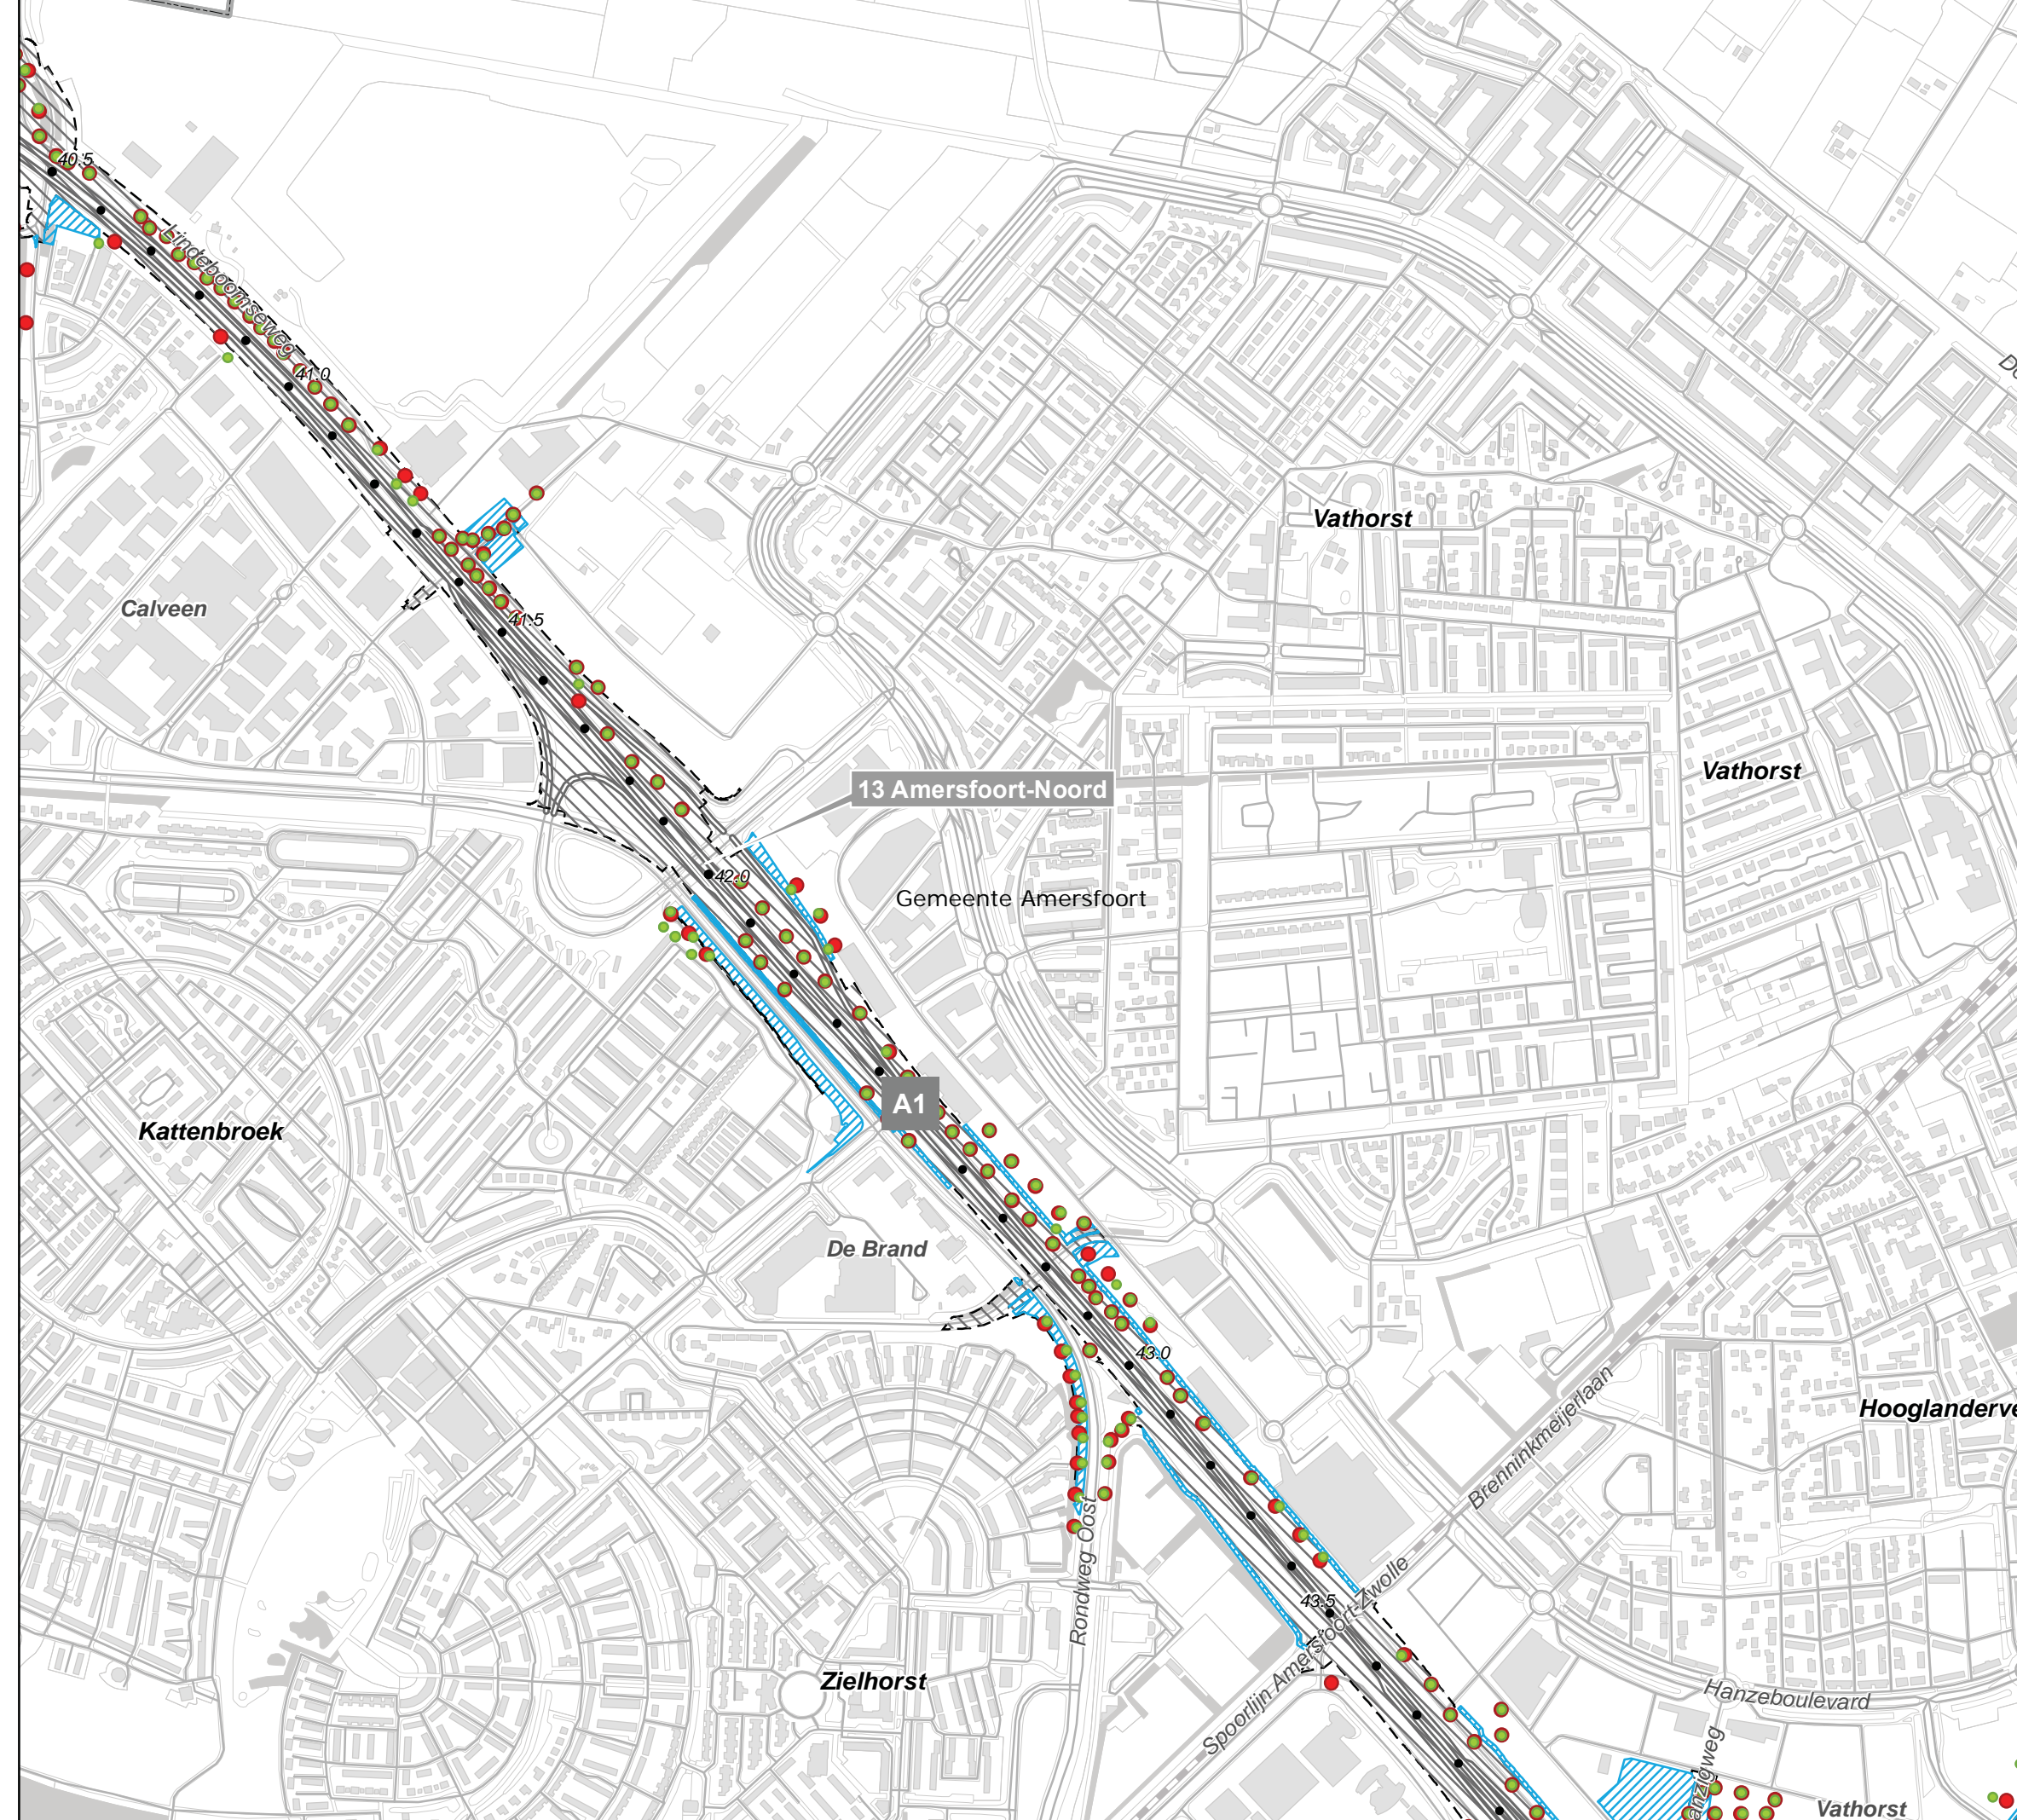 40.5
Lindeboomseweg
41.0
Vathorst
Calveen
41.5
Vathorst
13 Amersfoort-Noord
42.0
Gemeente Amersfoort
A1
Kattenbroek
De Brand
43.0
Hooglanderve
Brenninkmeijerlaan
Rondweg Oost
43.5
Spoorlijn Amersfoort-Zwolle
Zielhorst
Hanzeboulevard
anzigweg
Vathorst